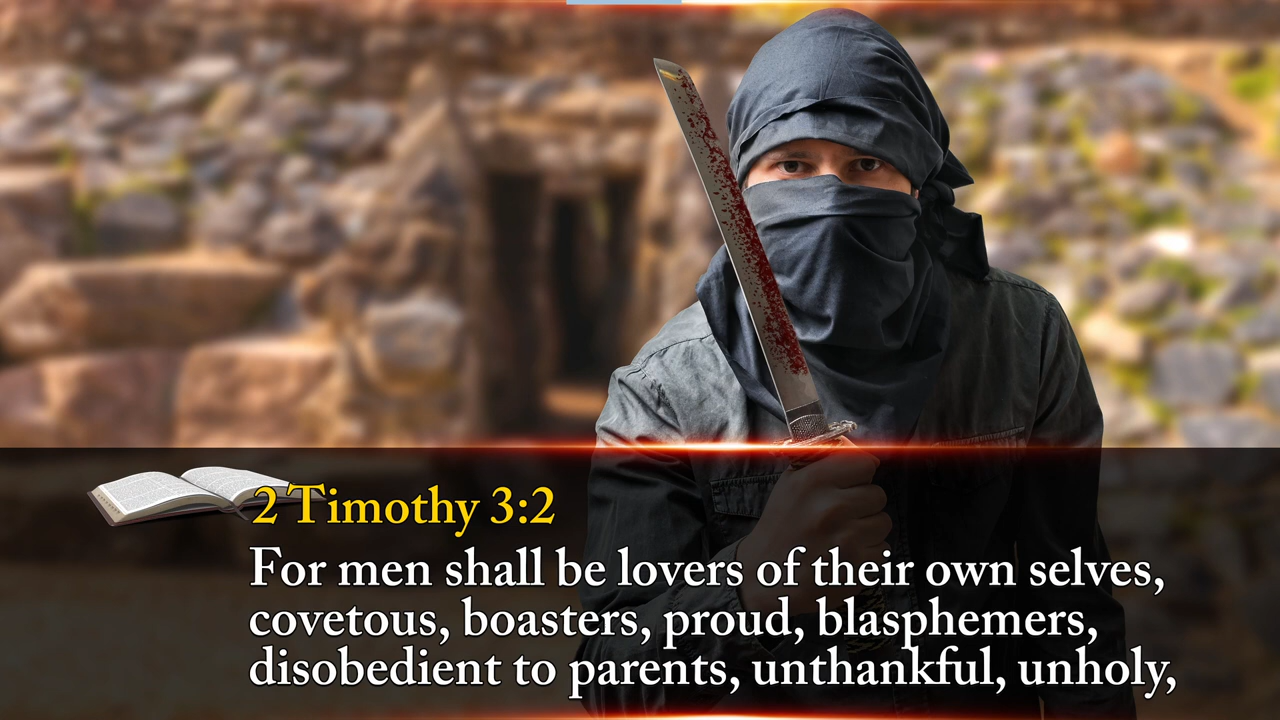 2 Timothy 3:2
For men shall be lovers of their own selves,
covetous, boasters, proud, blasphemers,
disobedient to parents, unthankful, unholy,